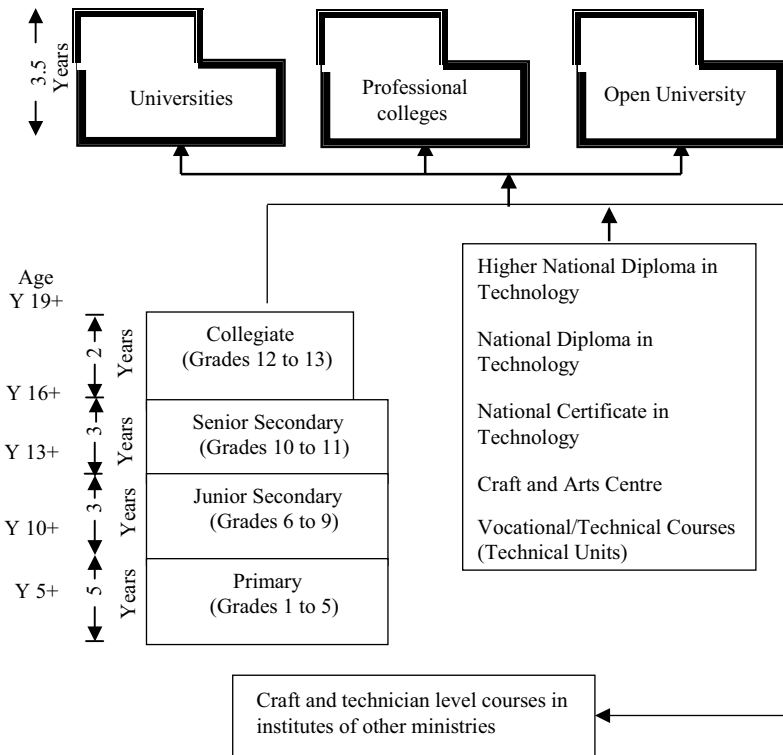 3.5
Years
Universities
Professional
colleges
Open University
Age
Y 19+
Y 16+
Y 13+
Y 10+
Y 5+
2
Years
3
Years
3
Years
5
Years
Collegiate
(Grades 12 to 13)
Senior Secondary
(Grades 10 to 11)
Junior Secondary
(Grades 6 to 9)
Primary
(Grades 1 to 5)
Higher National Diploma in
Technology
National Diploma in
Technology
National Certificate in
Technology
Craft and Arts Centre
Vocational/Technical Courses
(Technical Units)
Craft and technician level courses in
institutes of other ministries